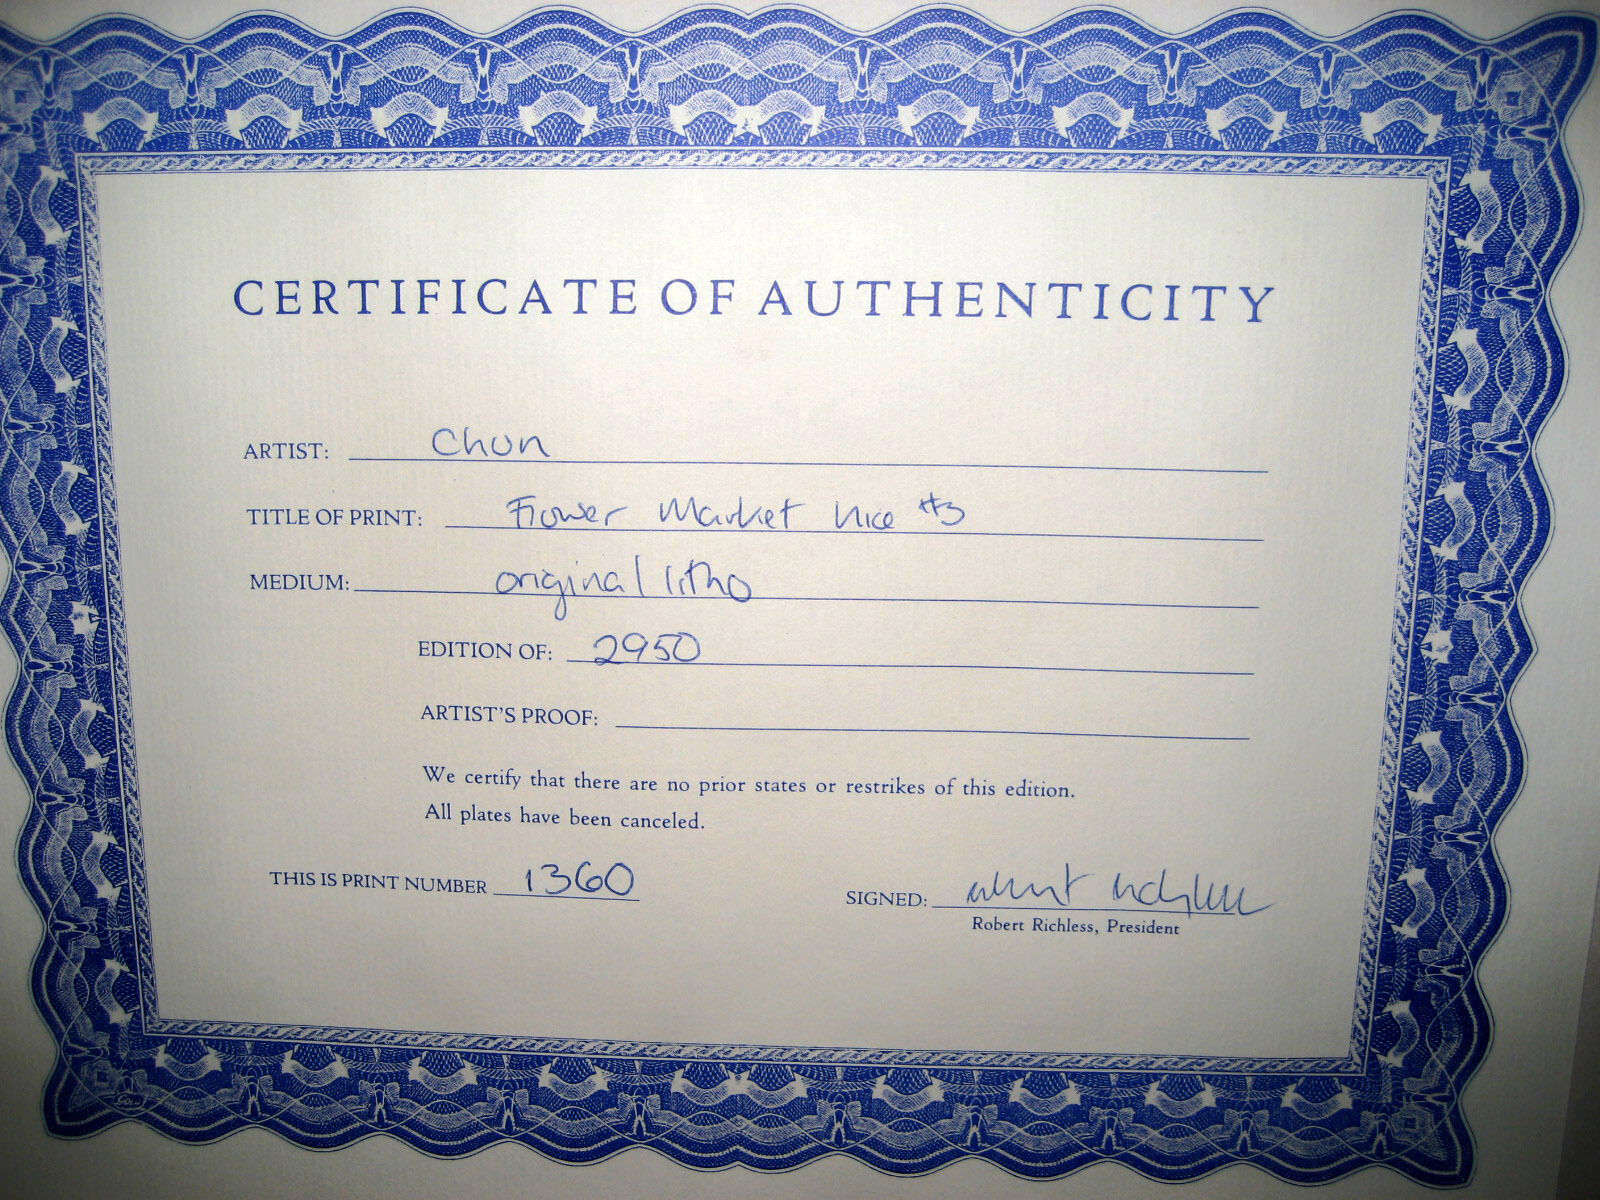 CERTIFICATE OF AUTHENTICITY
ARTIST: Chun
TITLE OF PRINT: Flower Market Nice #3
MEDIUM: original litho
EDITION OF: 2950
ARTIST'S PROOF:
We certify that there are no prior states or restrikes of this edition.
All plates have been canceled.
THIS IS PRINT NUMBER 1360
SIGNED:
Robert Richless, President